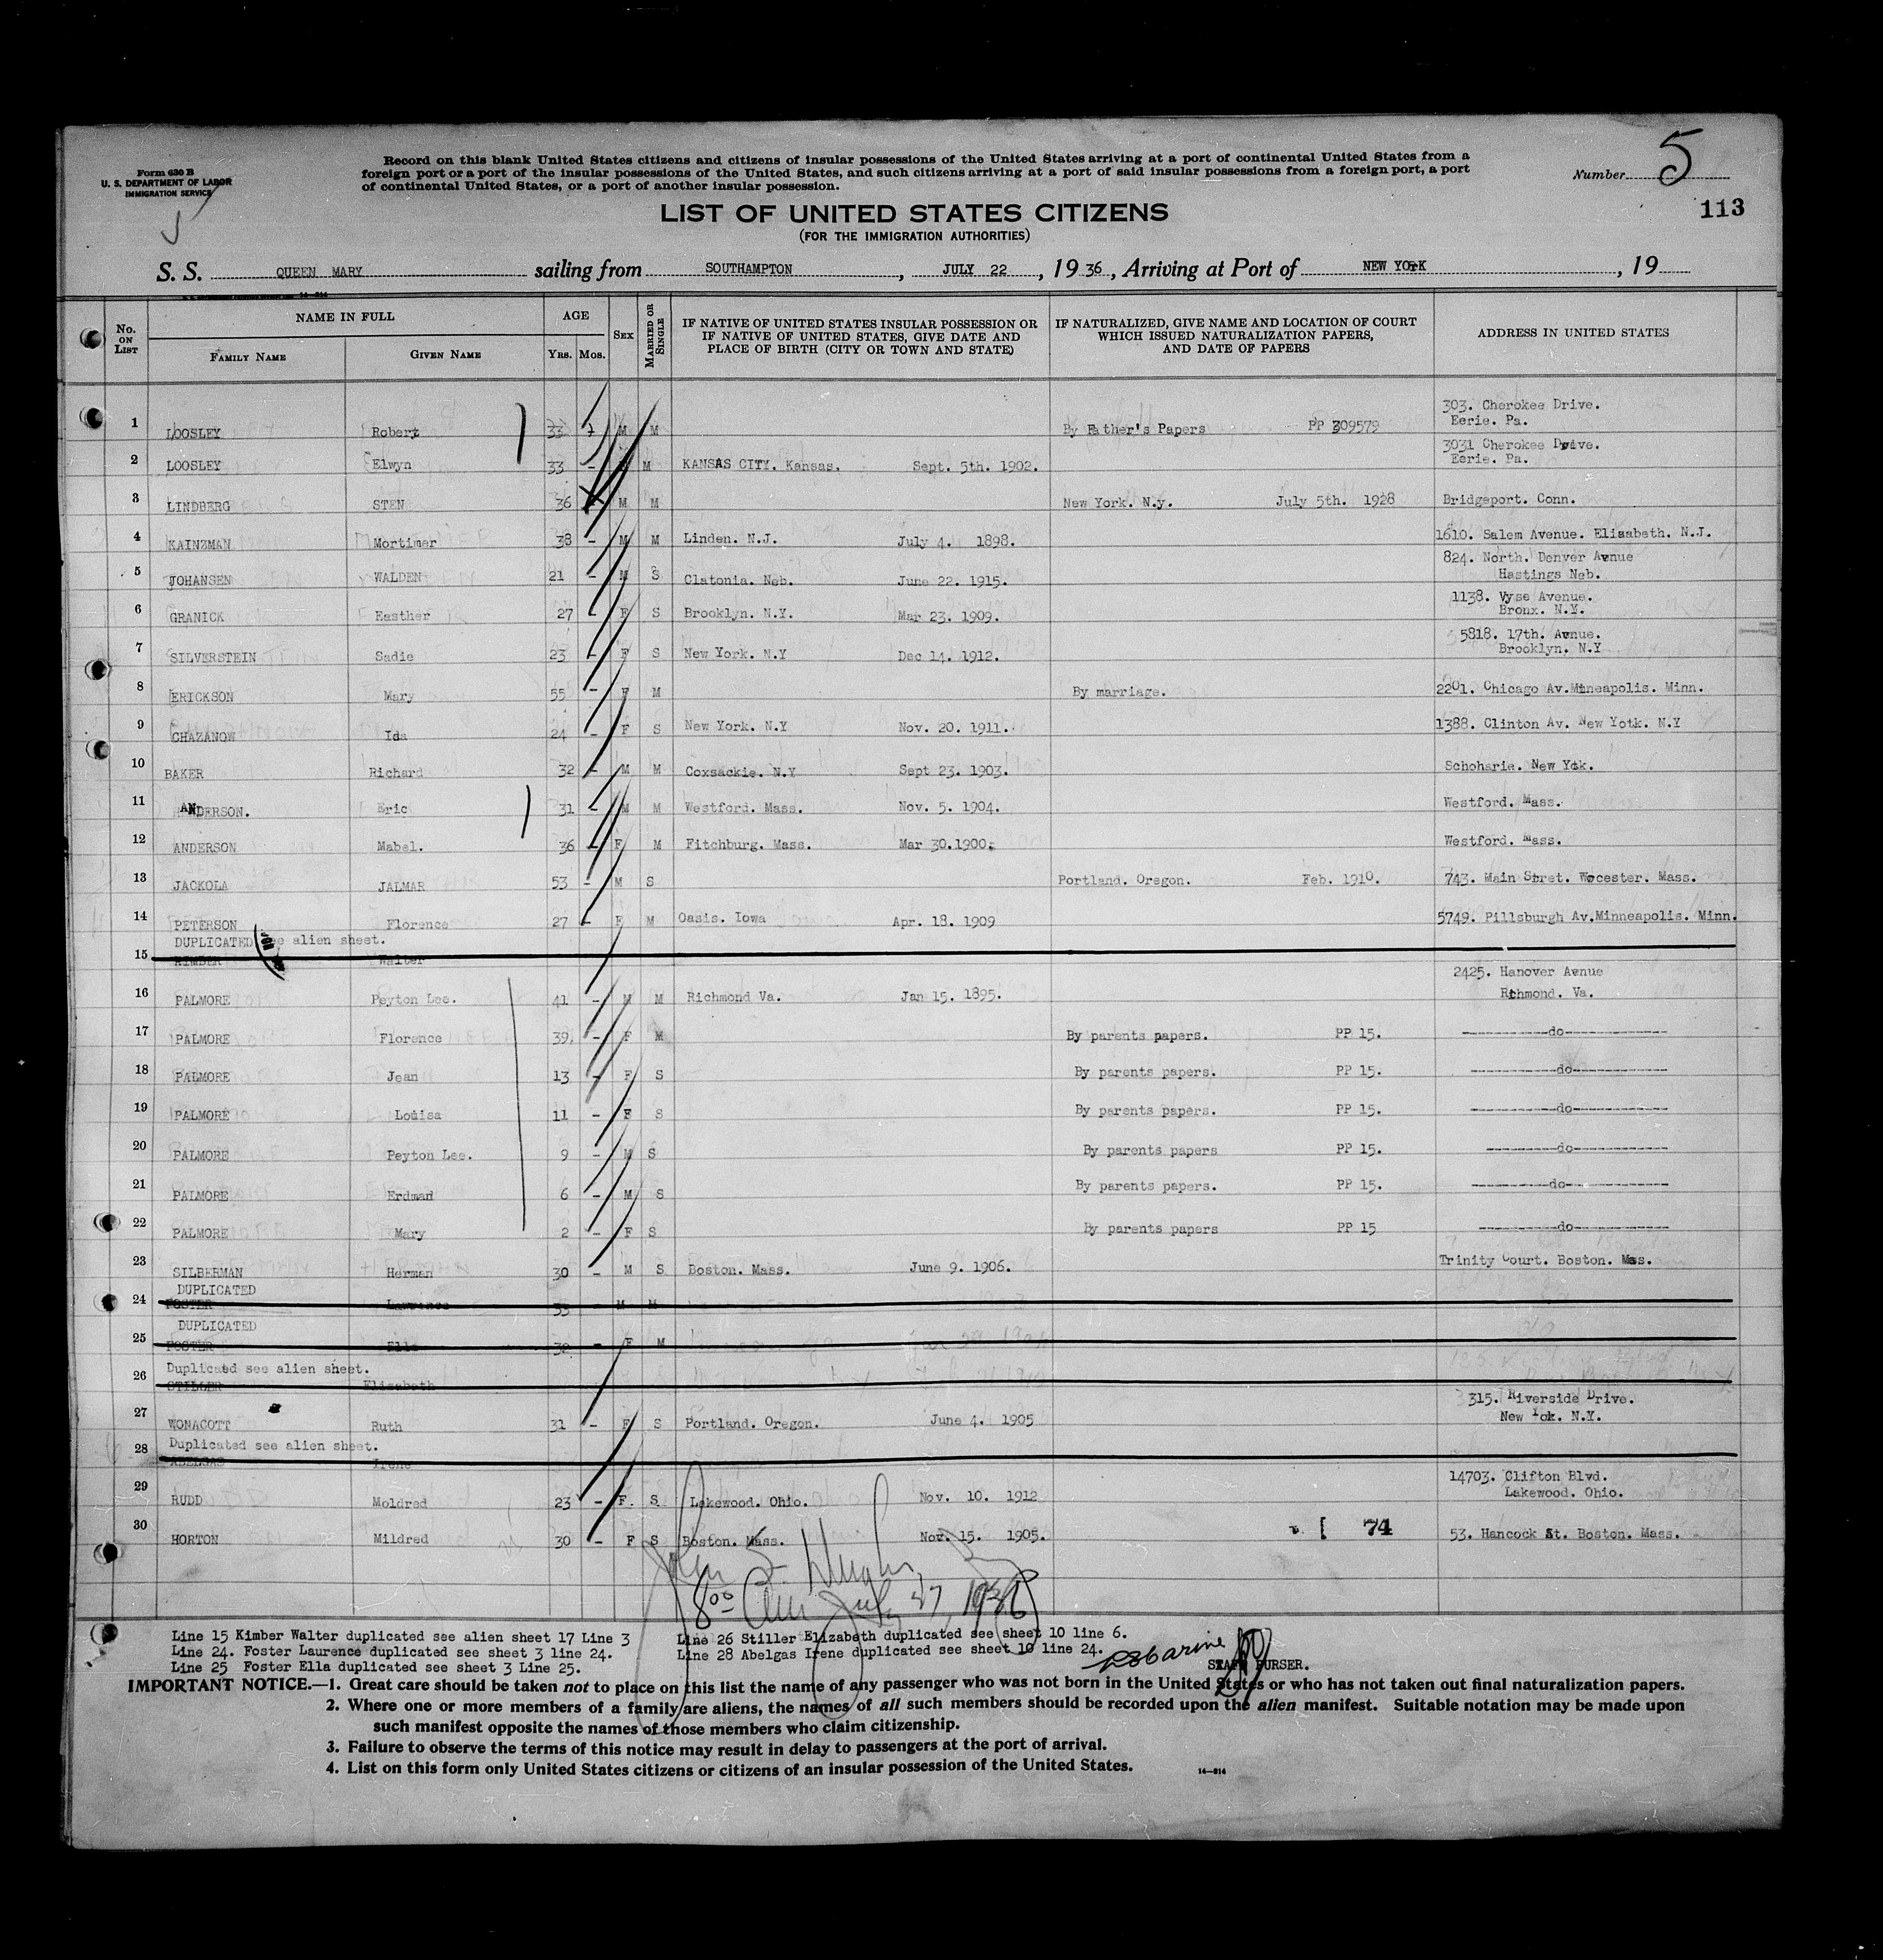 Form 630 B
U. S. DEPARTMENT OF LABOR
IMMIGRATION SERVICE
Record on this blank United States citizens and citizens of insular possessions of the United States arriving at a port of continental United States from a
foreign port or a port of the insular possessions of the United States, and such citizens arriving at a port of said insular possessions from a foreign port, a port
of continental United States, or a port of another insular possession.
Number 5
113
LIST OF UNITED STATES CITIZENS
(FOR THE IMMIGRATION AUTHORITIES)
S. S. QUEEN MARY sailing from SOUTHAMPTON, JULY 22, 1936, Arriving at Port of NEW YORK, 19
No. ON LIST NAME IN FULL FAMILY NAME GIVEN NAME AGE YRS. MOS. SEX MARRIED OR SINGLE IF NATIVE OF UNITED STATES INSULAR POSSESSION OR IF NATIVE OF UNITED STATES, GIVE DATE AND PLACE OF BIRTH (CITY OR TOWN AND STATE) IF NATURALIZED, GIVE NAME AND LOCATION OF COURT WHICH ISSUED NATURALIZATION PAPERS, AND DATE OF PAPERS ADDRESS IN UNITED STATES
1 LOOSLEY Robert 33 M M By Father's Papers PP 309579 303. Cherokee Drive. Eerie. Pa.
2 LOOSLEY Elwyn 33 - M KANSAS CITY. Kansas. Sept. 5th. 1902. 3031 Cherokee Drive. Eerie. Pa.
3 LINDBERG STEN 36 M M New York. N.y. July 5th. 1928 Bridgeport. Conn.
4 KAINZMAN Mortimer 38 - M M Linden. N.J. July 4. 1898. 1610. Salem Avenue. Elizabeth. N.J.
5 JOHANSEN WALDEN 21 - M S Clatonia. Neb. June 22. 1915. 824. North. Denver Avnue Hastings Neb.
6 GRANICK Easther 27 - F S Brooklyn. N.Y. Mar 23. 1909. 1138. Vyse Avenue. Bronx. N.Y.
7 SILVERSTEIN Sadie 23 - F S New York. N.Y Dec 14. 1912. 5818. 17th. Avnue. Brooklyn. N.Y
8 ERICKSON Mary 55 - F M By marriage. 2201. Chicago Av.Minneapolis. Minn.
9 CHAZANOW Ida 24 - F S New York. N.Y Nov. 20. 1911. 1388. Clinton Av. New Yotk. N.Y
10 BAKER Richard 32 - M M Coxsackie. N.Y Sept 23. 1903. Schoharie. New Yok.
11 ANDERSON. Eric 31 - M M Westford. Mass. Nov. 5. 1904. Westford. Mass.
12 ANDERSON Mabel. 36 - F M Fitchburg. Mass. Mar 30.1900. Westford. Mass.
13 JACKOLA JALMAR 53 - M S Portland. Oregon. Feb. 1910. 743. Main Stret. Wocester. Mass.
14 PETERSON Florence 27 - F M Oasis. Iowa Apr. 18. 1909 5749. Pillsburgh Av.Minneapolis. Minn.
DUPLICATED see alien sheet.
15 KIMBER Walter
16 PALMORE Peyton Lee. 41 - M M Richmond Va. Jan 15. 1895. 2425. Hanover Avnue Richmond. Va.
17 PALMORE Florence 39 - F M By parents papers. PP 15. ----------do----------
18 PALMORE Jean 13 - F S By parents papers. PP 15. ----------do----------
19 PALMORE Louisa 11 - F S By parents papers. PP 15. ----------do----------
20 PALMORE Peyton Lee. 9 - M S By parents papers PP 15. ----------do----------
21 PALMORE Erdman 6 - M S By parents papers. PP 15. ----------do----------
22 PALMORE Mary 2 - F S By parents papers PP 15 ----------do----------
23 SILBERMAN Herman 30 - M S Boston. Mass. June 9. 1906. Trinity Court. Boston. Mass.
DUPLICATED
24 FOSTER Lawrence 35 - M M
DUPLICATED
25 FOSTER Ella - F M
Duplicated see alien sheet.
26 STILLER Elizabeth
27 WONACOTT Ruth 31 - F S Portland. Oregon. June 4. 1905 315. Riverside Drive. New Yok. N.Y.
Duplicated see alien sheet.
28 ABELGAS Irene
29 RUDD Moldred 23 - F. S. Lakewood. Ohio. Nov. 10. 1912 14703. Clifton Blvd. Lakewood. Ohio.
30 HORTON Mildred 30 - F S Boston. Mass. Nov. 15. 1905. 74 53. Hancock St. Boston. Mass.
8 00 July 27, 1936
Line 15 Kimber Walter duplicated see alien sheet 17 Line 3
Line 24. Foster Laurence duplicated see sheet 3 line 24.
Line 25 Foster Ella duplicated see sheet 3 Line 25.
Line 26 Stiller Elizabeth duplicated see sheet 10 line 6.
Line 28 Abelgas Irene duplicated see sheet 10 line 24.
STAFF PURSER.
IMPORTANT NOTICE.—1. Great care should be taken not to place on this list the name of any passenger who was not born in the United States or who has not taken out final naturalization papers.
2. Where one or more members of a family are aliens, the names of all such members should be recorded upon the alien manifest. Suitable notation may be made upon
such manifest opposite the names of those members who claim citizenship.
3. Failure to observe the terms of this notice may result in delay to passengers at the port of arrival.
4. List on this form only United States citizens or citizens of an insular possession of the United States.
14—914